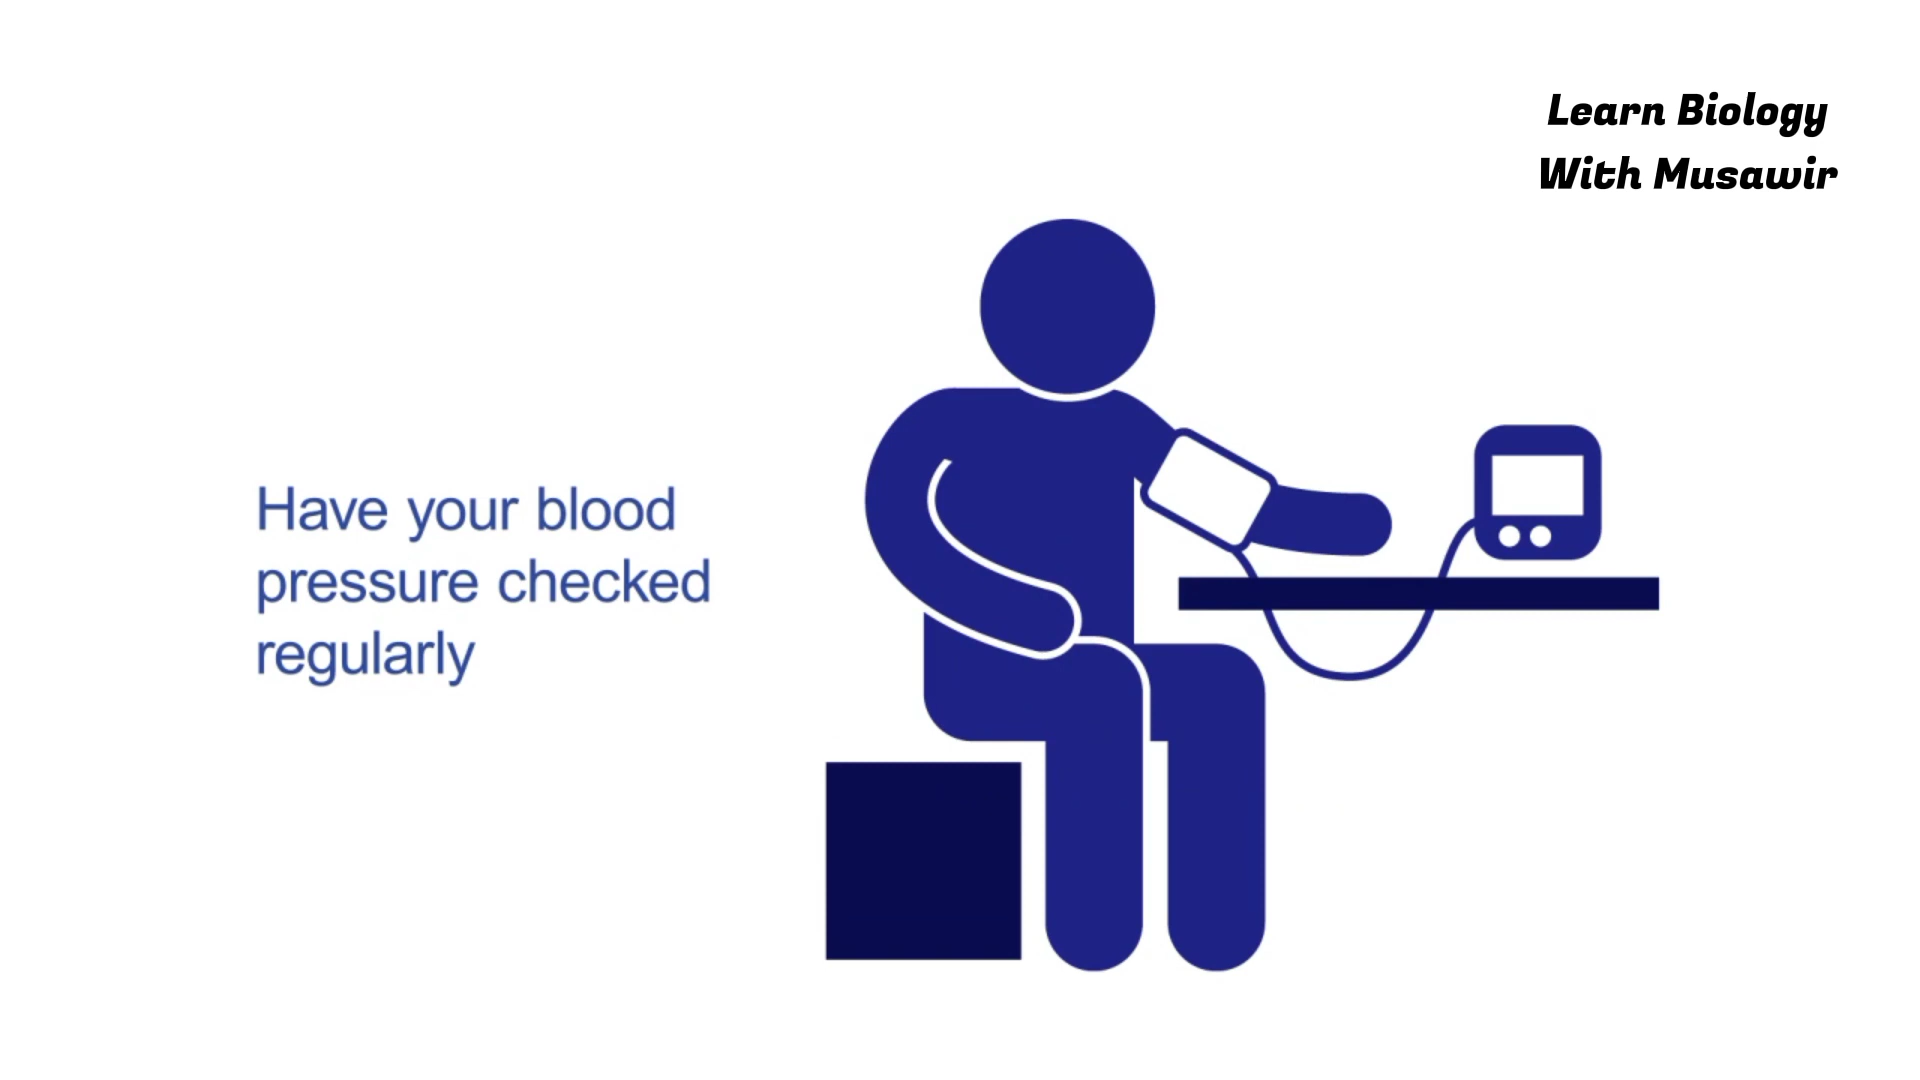 Learn Biology
With Musawir
Have your blood
pressure checked
regularly